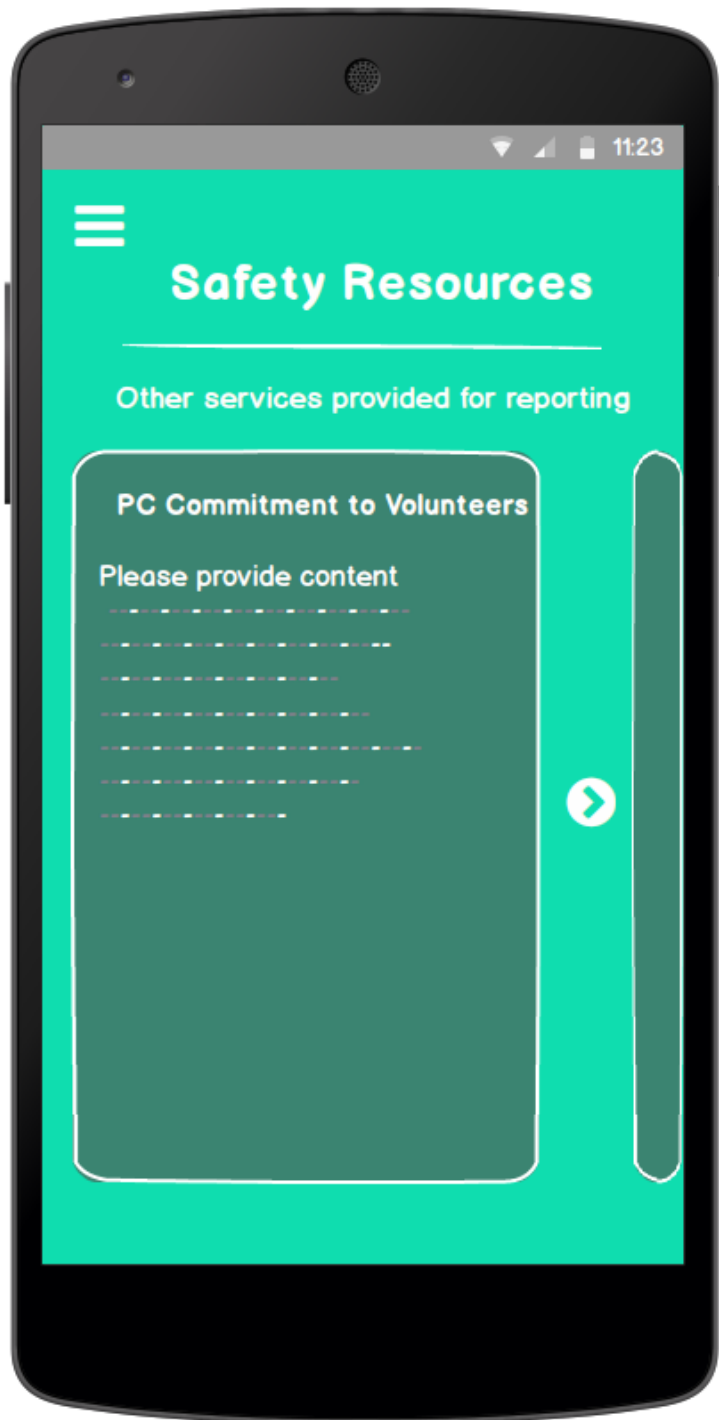 11:23
Safety Resources
Other services provided for reporting
PC Commitment to Volunteers
Please provide content